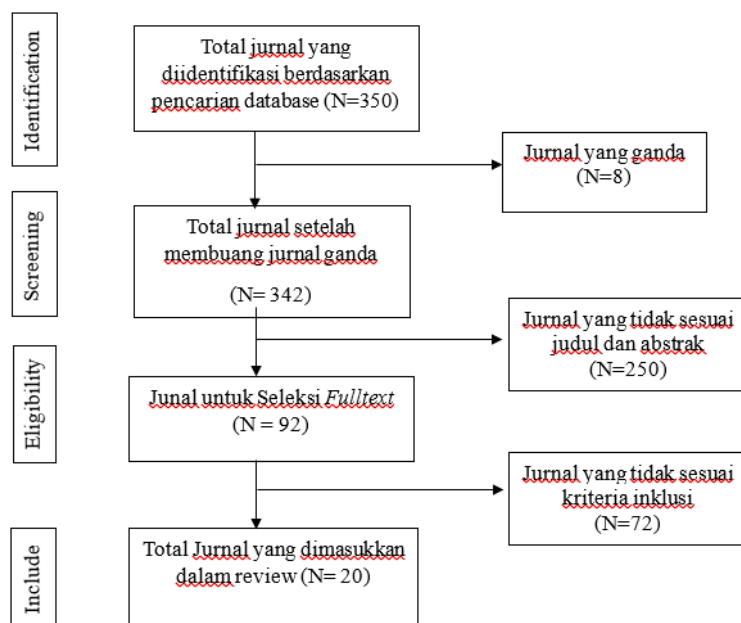 Identification
Total jurnal yang
diidentifikasi berdasarkan
pencarian database (N=350)
Jurnal yang ganda
(N=8)
Screening
Total jurnal setelah
membuang jurnal ganda
(N= 342)
Jurnal yang tidak sesuai
judul dan abstrak
(N=250)
Eligibility
Junal untuk Seleksi Fulltext
(N = 92)
Jurnal yang tidak sesuai
kriteria inklusi
(N=72)
Include
Total Jurnal yang dimasukkan
dalam review (N= 20)